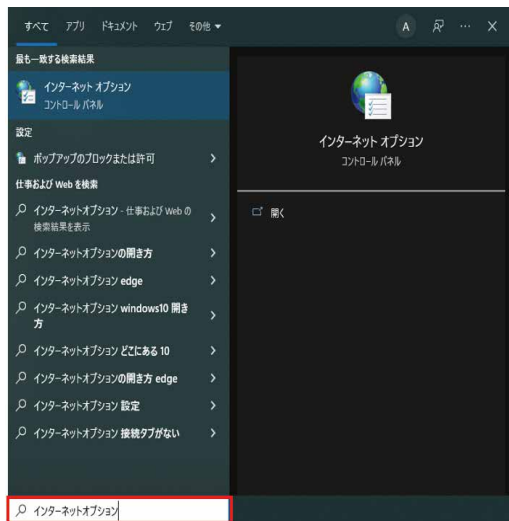 すべて アプリ ドキュメント ウェブ その他 ▼ A … ×
最も一致する検索結果
インターネット オプション
コントロール パネル
設定
ポップアップのブロックまたは許可
仕事および Web を検索
インターネットオプション - 仕事および Web の
検索結果を表示
インターネットオプションの開き方
インターネットオプション edge
インターネットオプション windows10 開き
方
インターネットオプション どこにある 10
インターネットオプションの開き方 edge
インターネットオプション 設定
インターネットオプション 接続タブがない
インターネットオプション
インターネット オプション
コントロール パネル
開く